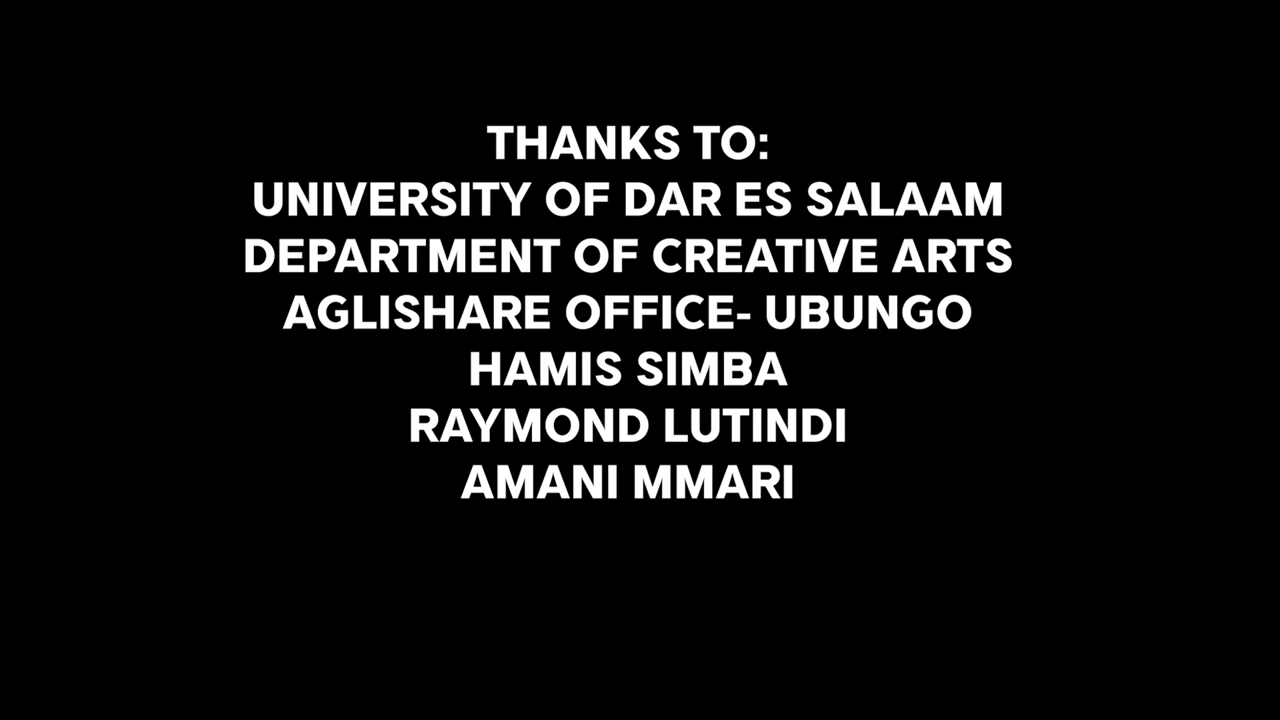 THANKS TO:
UNIVERSITY OF DAR ES SALAAM
DEPARTMENT OF CREATIVE ARTS
AGLISHARE OFFICE- UBUNGO
HAMIS SIMBA
RAYMOND LUTINDI
AMANI MMARI